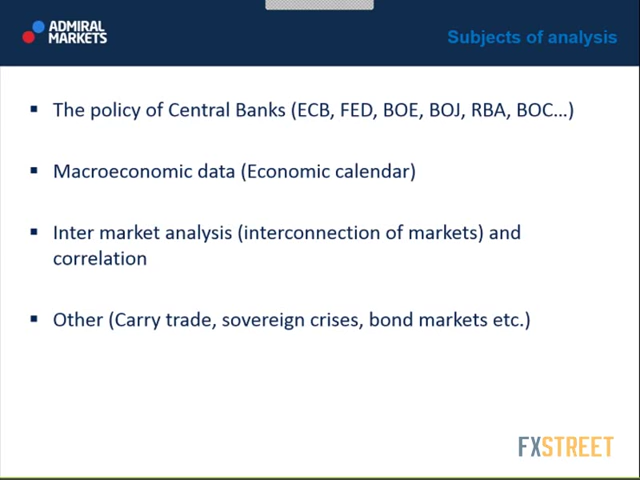 ADMIRAL
MARKETS
Subjects of analysis
The policy of Central Banks (ECB, FED, BOE, BOJ, RBA, BOC...)
Macroeconomic data (Economic calendar)
Inter market analysis (interconnection of markets) and
correlation
Other (Carry trade, sovereign crises, bond markets etc.)
FXSTREET